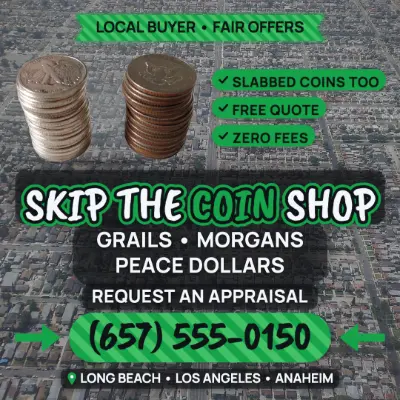 LOCAL BUYER • FAIR OFFERS
✓ SLABBED COINS TOO
✓ FREE QUOTE
✓ ZERO FEES
SKIP THE COIN SHOP
GRAILS • MORGANS
PEACE DOLLARS
REQUEST AN APPRAISAL
(657) 555-0150
LONG BEACH • LOS ANGELES • ANAHEIM